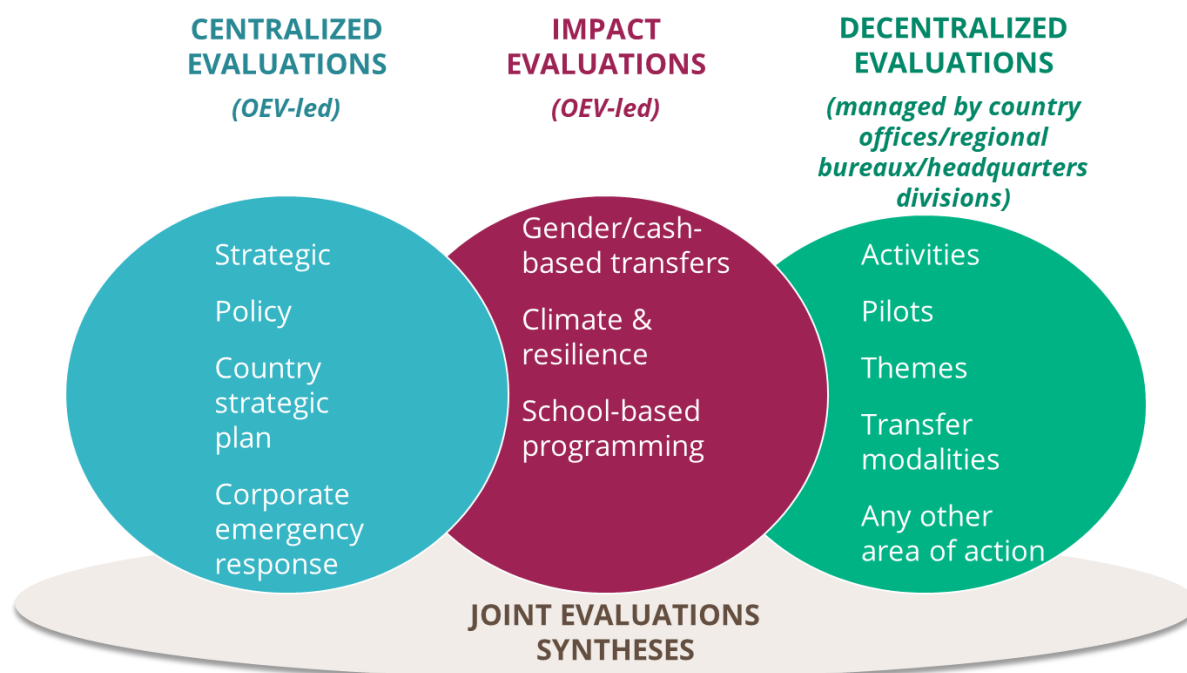 CENTRALIZED
EVALUATIONS
(OEV-led)
IMPACT
EVALUATIONS
(OEV-led)
DECENTRALIZED
EVALUATIONS
(managed by country
offices/regional
bureaux/headquarters
divisions)
Strategic
Policy
Country
strategic
plan
Corporate
emergency
response
Gender/cash-
based transfers
Climate &
resilience
School-based
programming
Activities
Pilots
Themes
Transfer
modalities
Any other
area of action
JOINT EVALUATIONS
SYNTHESES